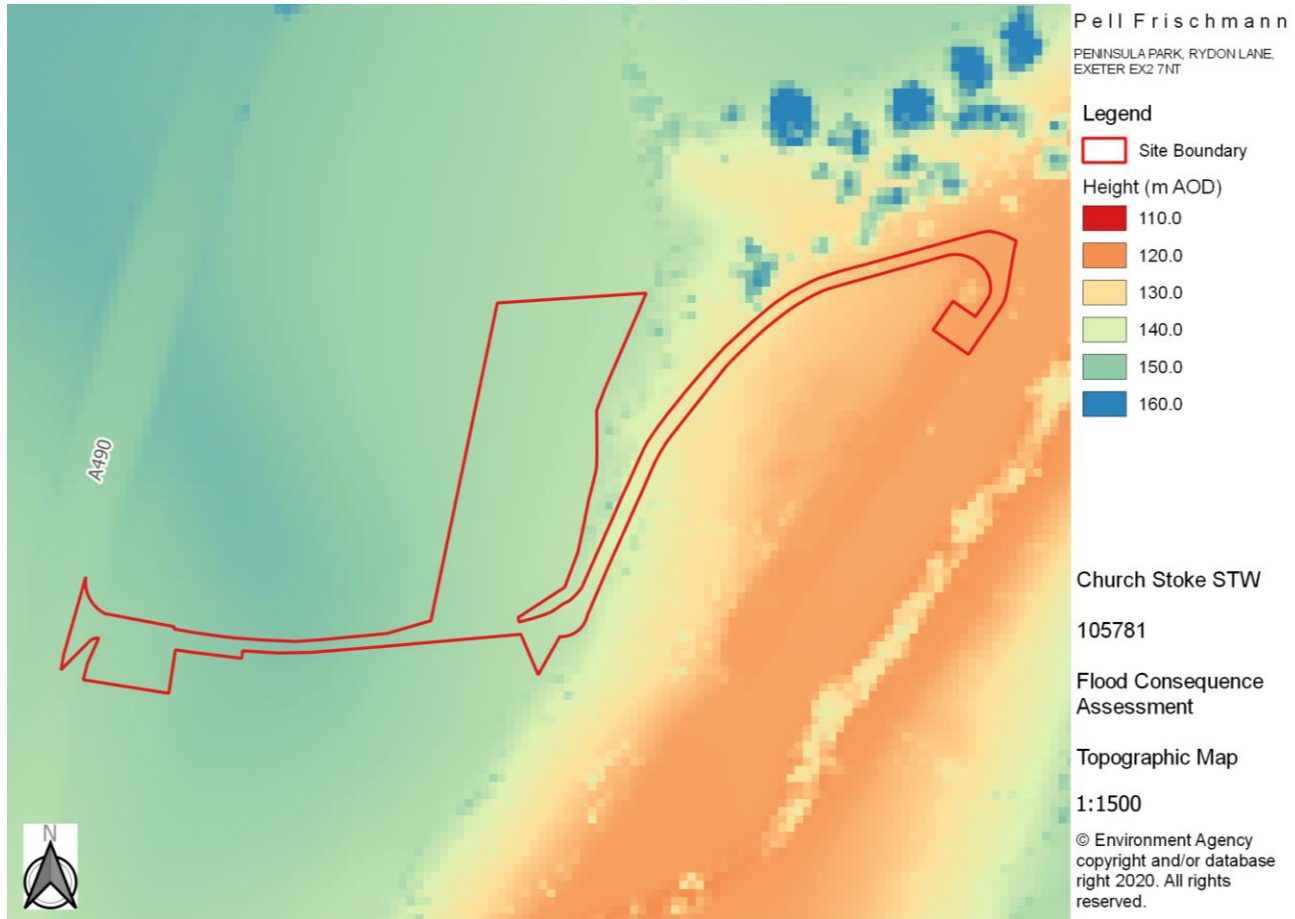 Pell Frischmann
PENINSULA PARK, RYDON LANE,
EXETER EX2 7NT
Legend
Site Boundary
Height (m AOD)
110.0
120.0
130.0
140.0
150.0
160.0
A490
Church Stoke STW
105781
Flood Consequence
Assessment
Topographic Map
1:1500
© Environment Agency
copyright and/or database
right 2020. All rights
reserved.
N